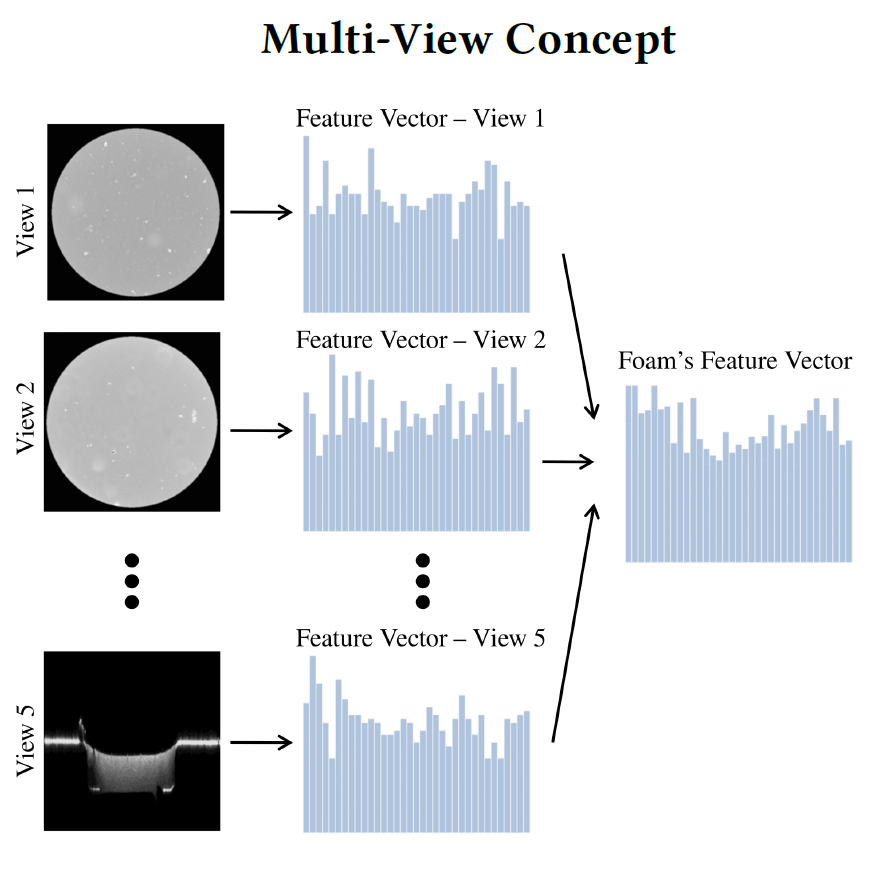 Multi-View Concept
Feature Vector – View 1
View 1
Feature Vector – View 2
View 2
Foam's Feature Vector
Feature Vector – View 5
View 5